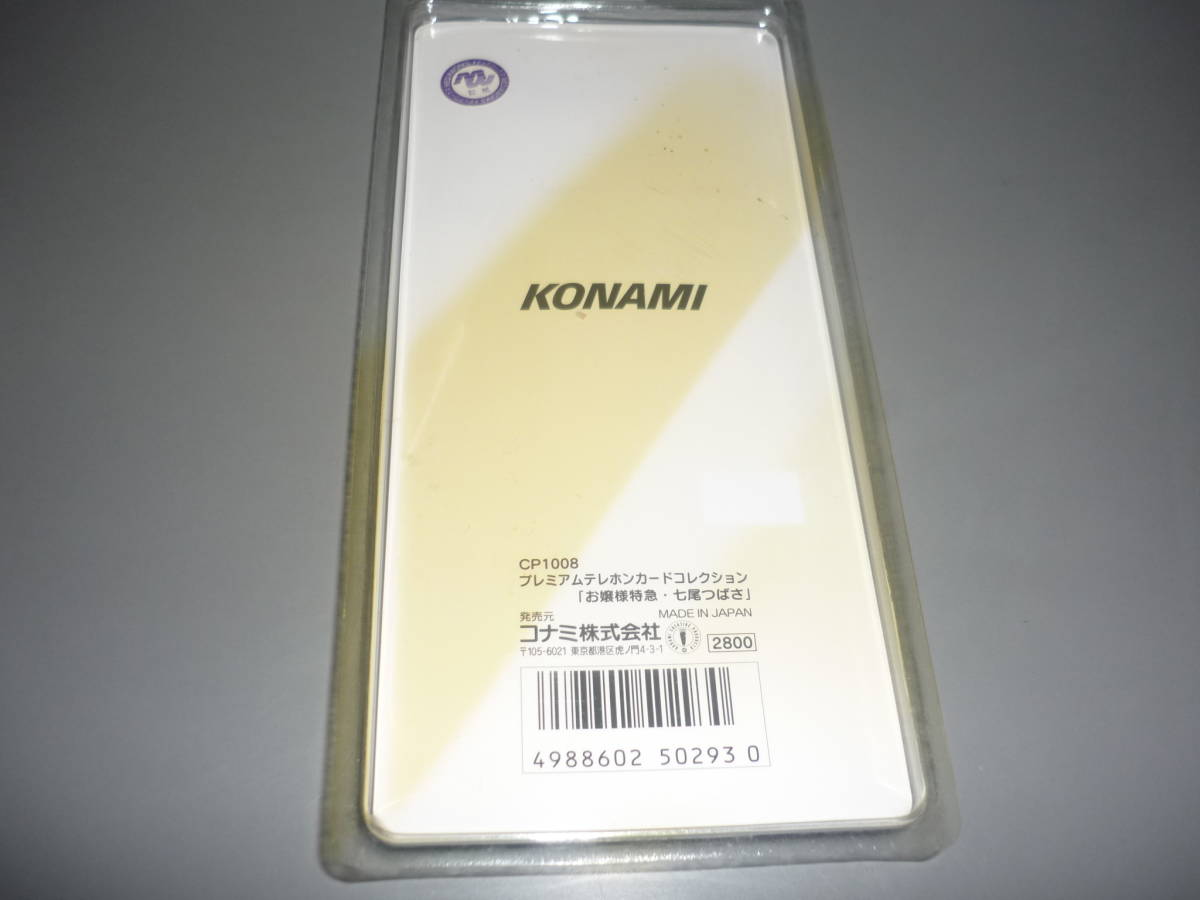 KONAMI
CP1008
プレミアムテレホンカードコレクション
「お嬢様特急・七尾つばさ」
MADE IN JAPAN
発売元
コナミ株式会社
2800
〒105-6021 東京都港区虎ノ門4-3-1
4988602 50293 0